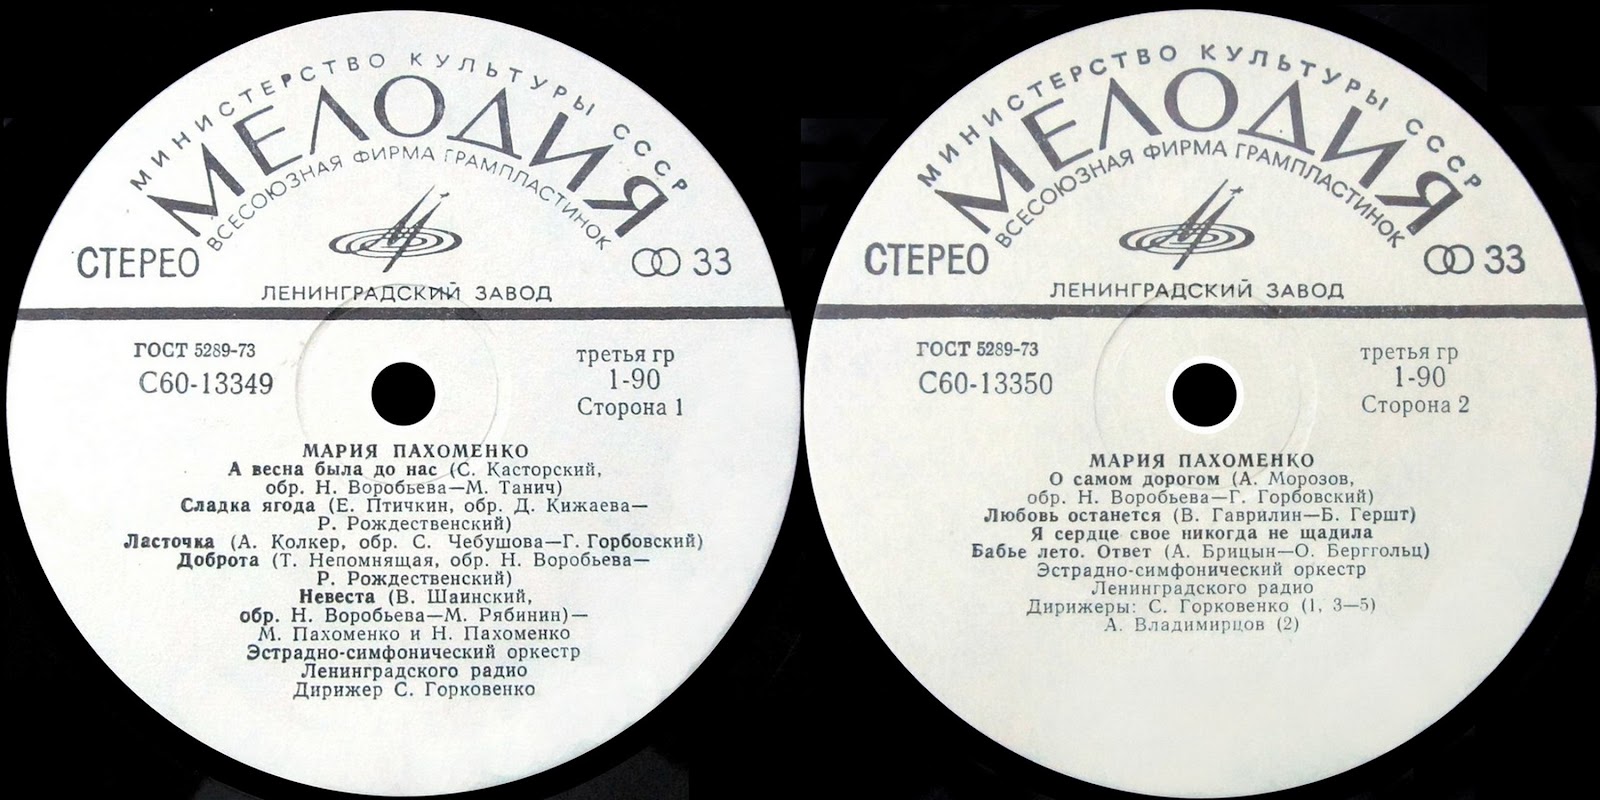 МИНИСТЕРСТВО КУЛЬТУРЫ СССР
МЕЛОДИЯ
ВСЕСОЮЗНАЯ ФИРМА ГРАМПЛАСТИНОК
СТЕРЕО
33
ЛЕНИНГРАДСКИЙ ЗАВОД
ГОСТ 5289-73
С60-13349
третья гр
1-90
Сторона 1
МАРИЯ ПАХОМЕНКО
А весна была до нас (С. Касторский,
обр. Н. Воробьева—М. Танич)
Сладка ягода (Е. Птичкин, обр. Д. Кижаева—
Р. Рождественский)
Ласточка (А. Колкер, обр. С. Чебушова—Г. Горбовский)
Доброта (Т. Непомнящая, обр. Н. Воробьева—
Р. Рождественский)
Невеста (В. Шаинский,
обр. Н. Воробьева—М. Рябинин)—
М. Пахоменко и Н. Пахоменко
Эстрадно-симфонический оркестр
Ленинградского радио
Дирижер С. Горковенко
МИНИСТЕРСТВО КУЛЬТУРЫ СССР
МЕЛОДИЯ
ВСЕСОЮЗНАЯ ФИРМА ГРАМПЛАСТИНОК
СТЕРЕО
33
ЛЕНИНГРАДСКИЙ ЗАВОД
ГОСТ 5289-73
С60-13350
третья гр
1-90
Сторона 2
МАРИЯ ПАХОМЕНКО
О самом дорогом (А. Морозов,
обр. Н. Воробьева—Г. Горбовский)
Любовь останется (В. Гаврилин—Б. Гершт)
Я сердце свое никогда не щадила
Бабье лето. Ответ (А. Брицын—О. Берггольц)
Эстрадно-симфонический оркестр
Ленинградского радио
Дирижеры: С. Горковенко (1, 3—5)
А. Владимирцов (2)